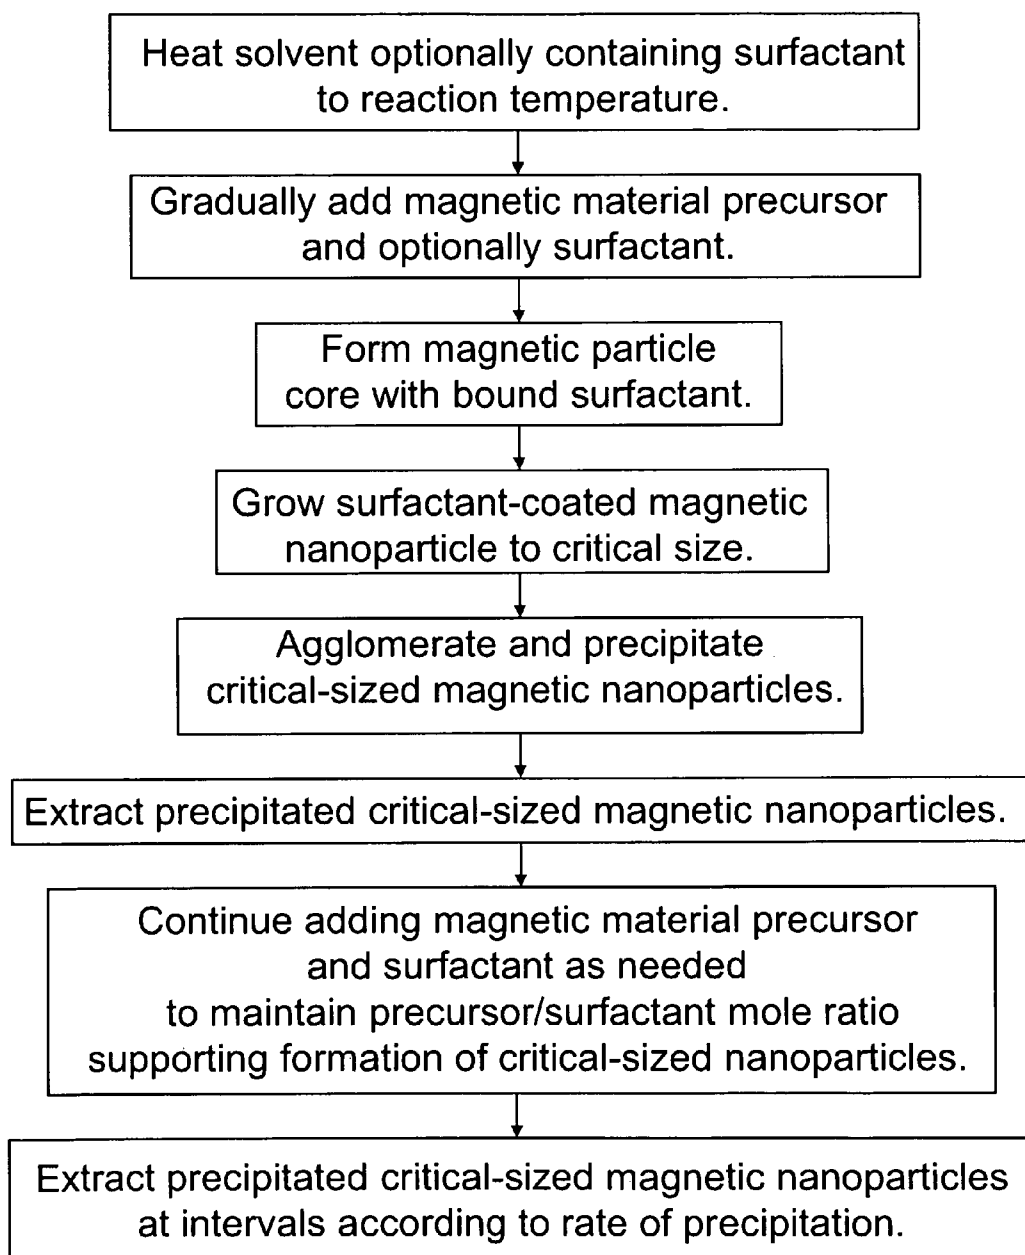 Heat solvent optionally containing surfactant
to reaction temperature.
Gradually add magnetic material precursor
and optionally surfactant.
Form magnetic particle
core with bound surfactant.
Grow surfactant-coated magnetic
nanoparticle to critical size.
Agglomerate and precipitate
critical-sized magnetic nanoparticles.
Extract precipitated critical-sized magnetic nanoparticles.
Continue adding magnetic material precursor
and surfactant as needed
to maintain precursor/surfactant mole ratio
supporting formation of critical-sized nanoparticles.
Extract precipitated critical-sized magnetic nanoparticles
at intervals according to rate of precipitation.